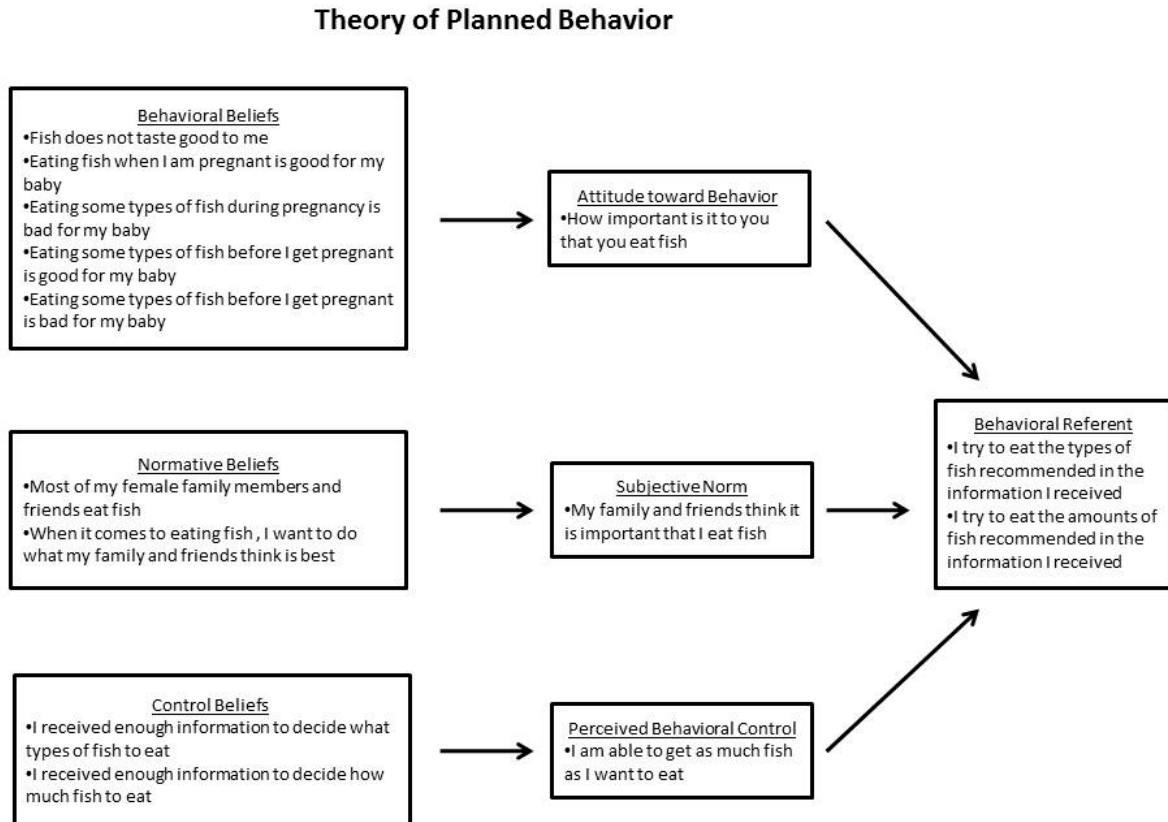 Theory of Planned Behavior
Behavioral Beliefs
•Fish does not taste good to me
•Eating fish when I am pregnant is good for my
baby
•Eating some types of fish during pregnancy is
bad for my baby
•Eating some types of fish before I get pregnant
is good for my baby
•Eating some types of fish before I get pregnant
is bad for my baby
Attitude toward Behavior
•How important is it to you
that you eat fish
Normative Beliefs
•Most of my female family members and
friends eat fish
•When it comes to eating fish , I want to do
what my family and friends think is best
Subjective Norm
•My family and friends think it
is important that I eat fish
Behavioral Referent
•I try to eat the types of
fish recommended in the
information I received
•I try to eat the amounts of
fish recommended in the
information I received
Control Beliefs
•I received enough information to decide what
types of fish to eat
•I received enough information to decide how
much fish to eat
Perceived Behavioral Control
•I am able to get as much fish
as I want to eat